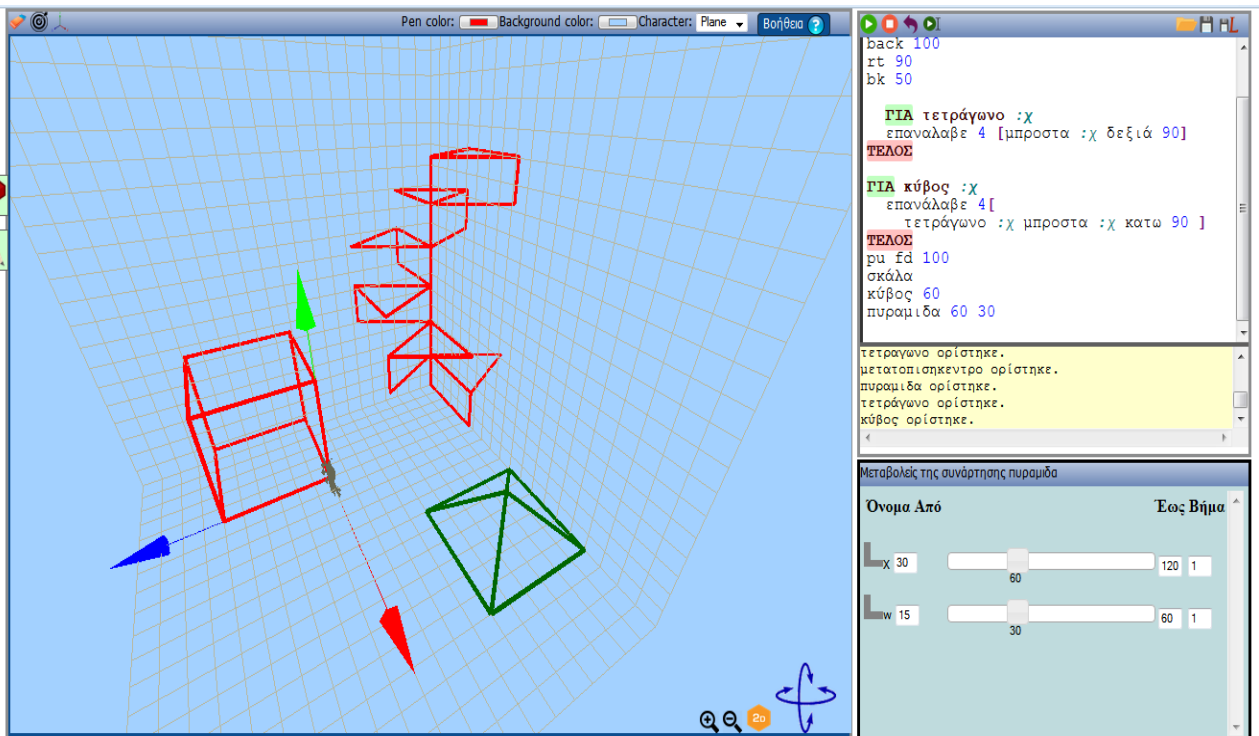 Pen color: Background color: Character: Plane Βοήθεια ?
2D
back 100
rt 90
bk 50
ΓΙΑ τετράγωνο :χ
επαναλαβε 4 [μπροστα :χ δεξιά 90]
ΤΕΛΟΣ
ΓΙΑ κύβος :χ
επανάλαβε 4[
τετράγωνο :χ μπροστα :χ κατω 90 ]
ΤΕΛΟΣ
pu fd 100
σκάλα
κύβος 60
πυραμιδα 60 30
τετραγωνο ορίστηκε.
μετατοπισηκεντρο ορίστηκε.
πυραμιδα ορίστηκε.
τετράγωνο ορίστηκε.
κύβος ορίστηκε.
Μεταβολείς της συνάρτησης πυραμιδα
Όνομα Από Έως Βήμα
x 30 60 120 1
w 15 30 60 1